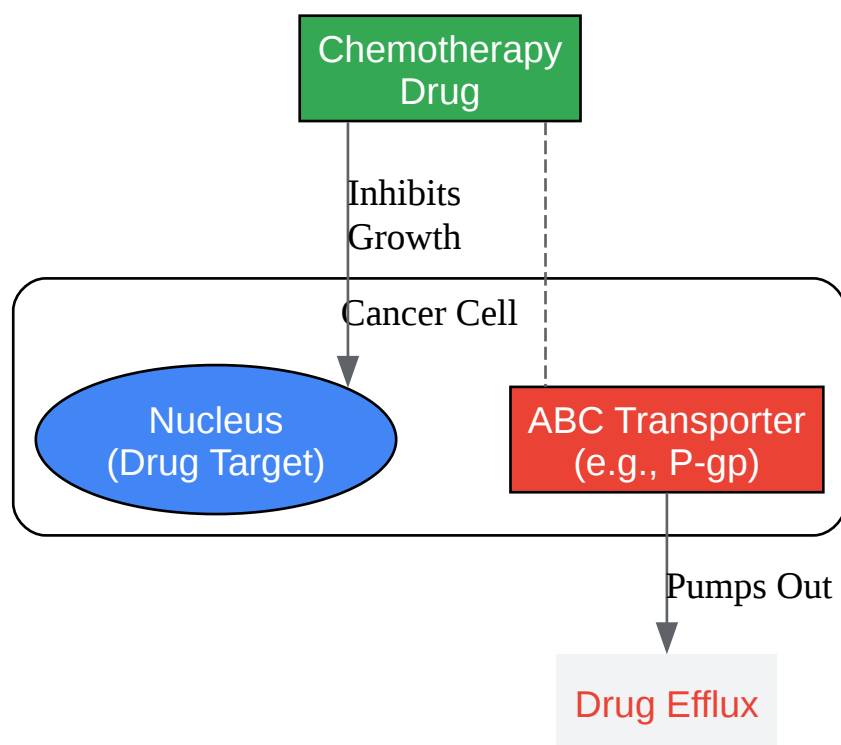 Chemotherapy
Drug
Inhibits
Growth
Cancer Cell
Nucleus
(Drug Target)
ABC Transporter
(e.g., P-gp)
Pumps Out
Drug Efflux